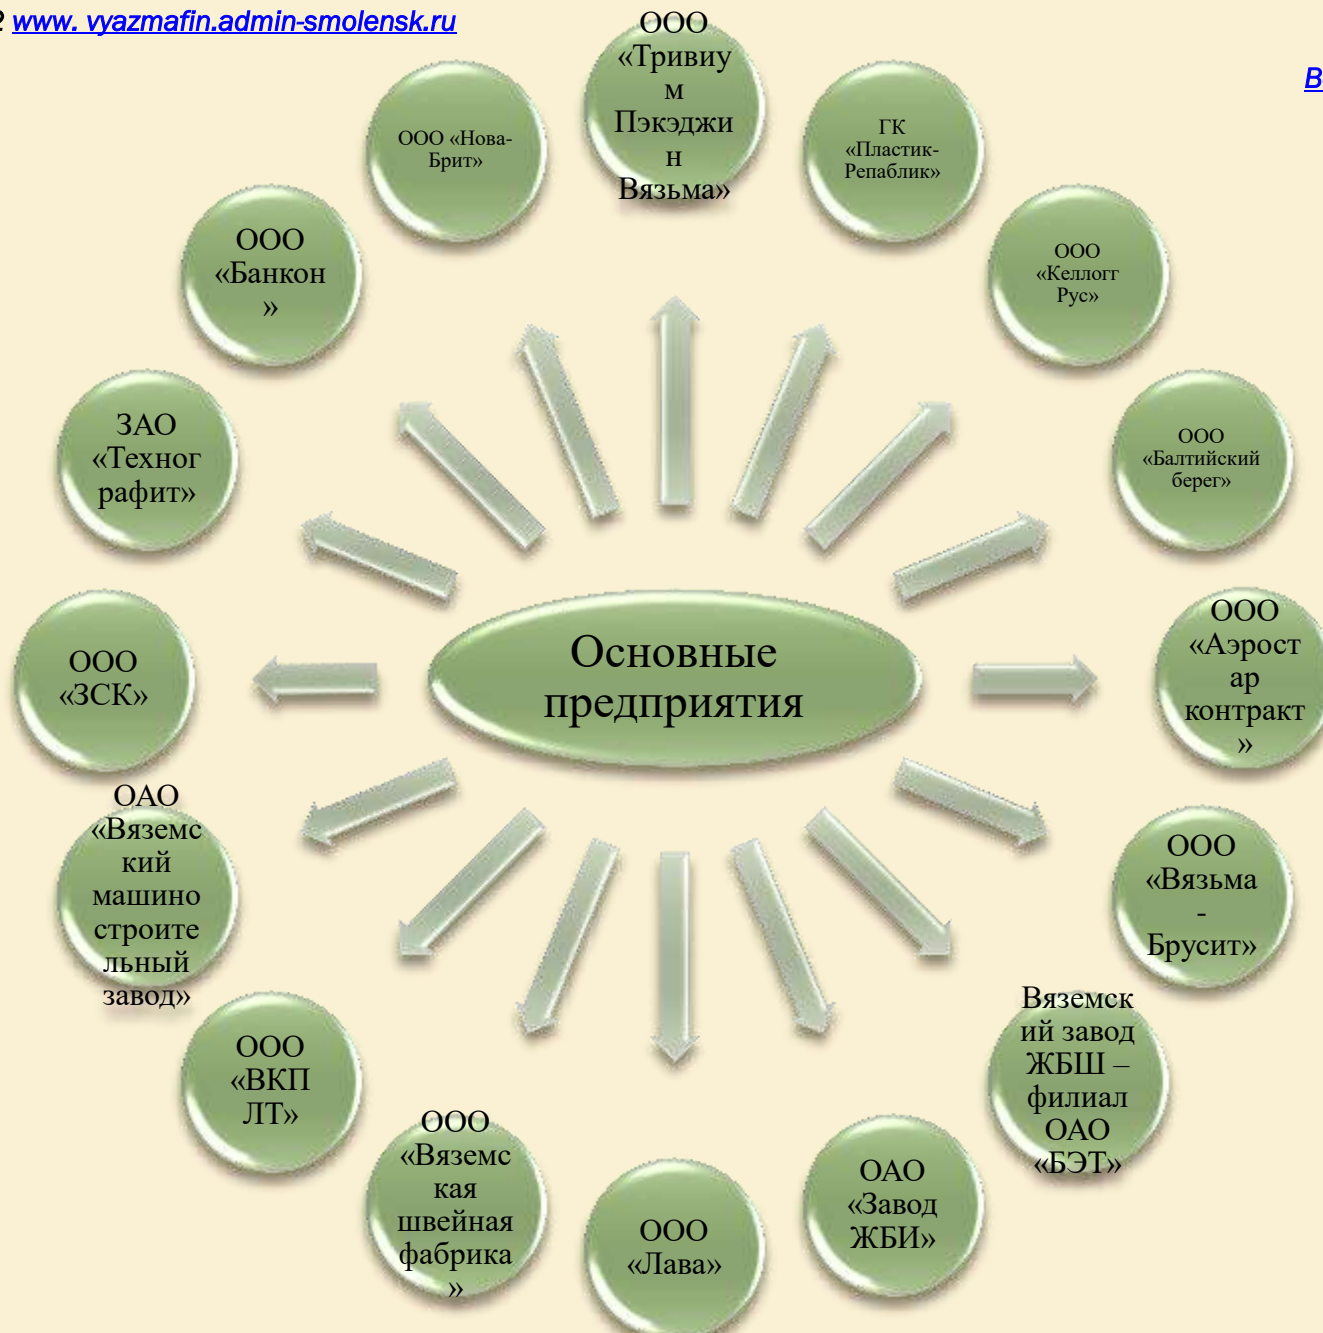 2 www. vyazmafin.admin-smolensk.ru
В
ООО
«Тривиу
м
Пэкэджи
н
Вязьма»
ГК
«Пластик-
Репаблик»
ООО
«Келлогг
Рус»
ООО
«Балтийский
берег»
ООО
«Аэрост
ар
контракт
»
ООО
«Вязьма
-
Брусит»
Вяземск
ий завод
ЖБШ –
филиал
ОАО
«БЭТ»
ОАО
«Завод
ЖБИ»
ООО
«Лава»
ООО
«Вяземс
кая
швейная
фабрика
»
ООО
«ВКП
ЛТ»
ОАО
«Вяземс
кий
машино
строите
льный
завод»
ООО
«ЗСК»
ЗАО
«Техног
рафит»
ООО
«Банкон
»
ООО «Нова-
Брит»
Основные
предприятия